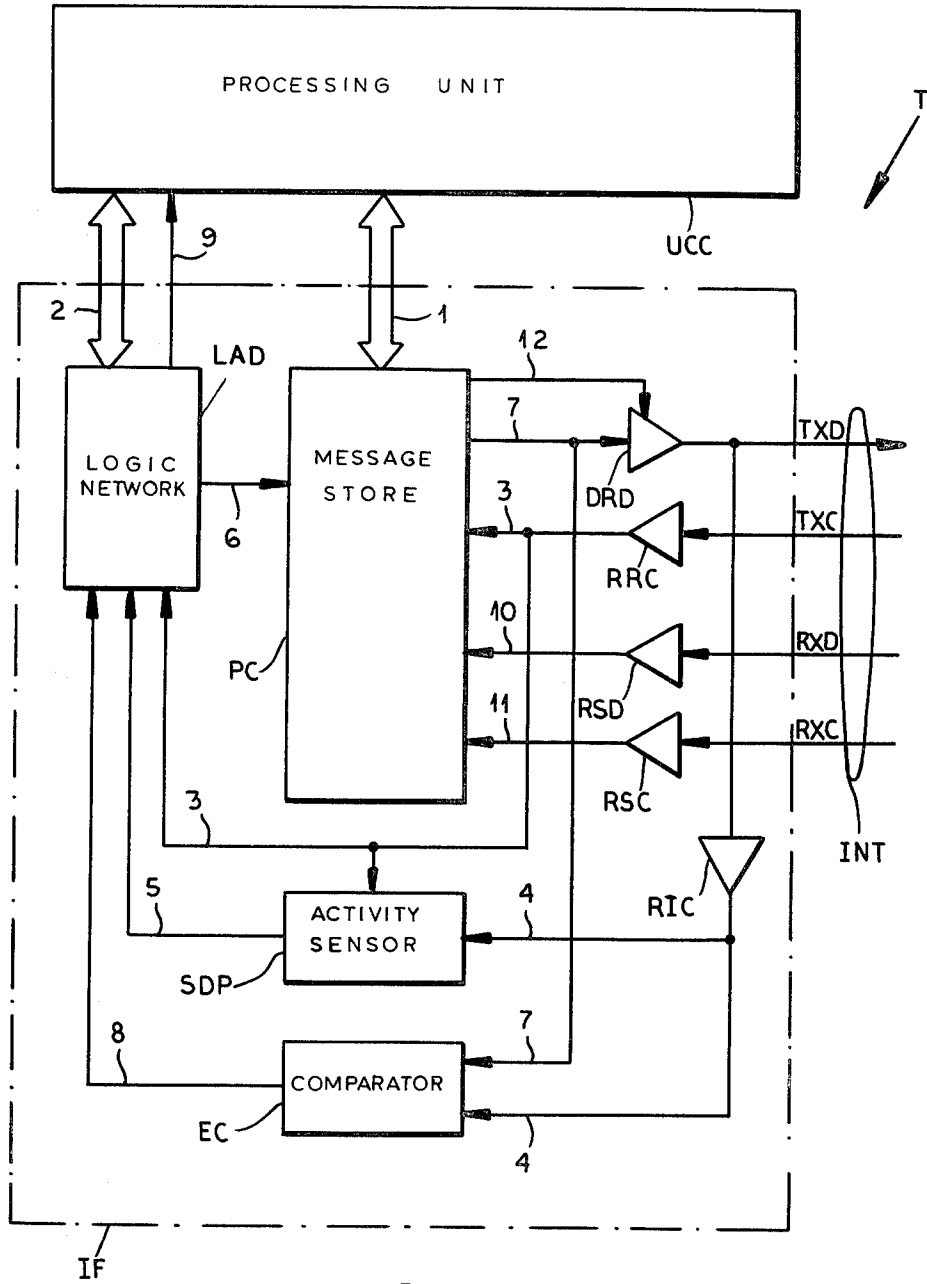 PROCESSING UNIT
T
UCC
9
2
1
LAD
12
7
TXD
LOGIC
NETWORK
MESSAGE
STORE
DRD
6
3
TXC
RRC
10
RXD
PC
RSD
11
RXC
RSC
3
INT
RIC
5
ACTIVITY
SENSOR
4
SDP
8
7
COMPARATOR
EC
4
IF